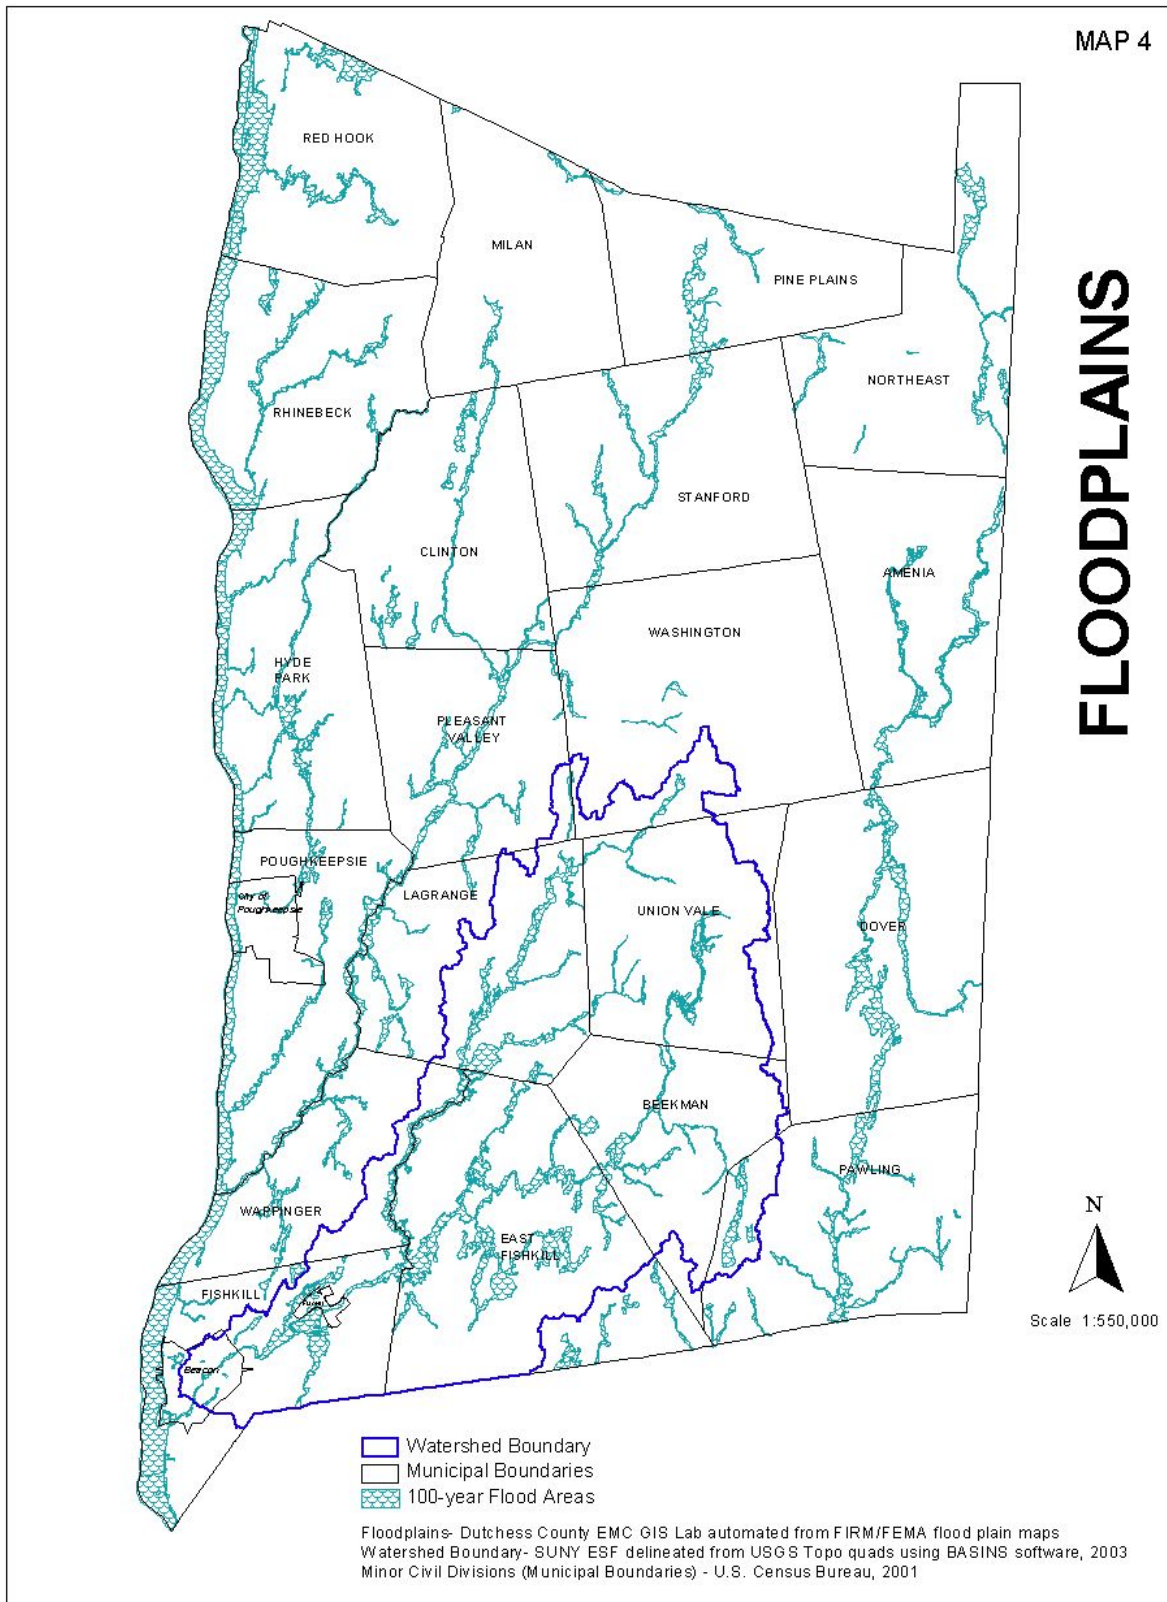 MAP 4
FLOODPLAINS
RED HOOK
MILAN
PINE PLAINS
NORTHEAST
RHINEBECK
STANFORD
CLINTON
AMENIA
WASHINGTON
HYDE
PARK
PLEASANT
VALLEY
POUGHKEEPSIE
City of
Poughkeepsie
LAGRANGE
UNION VALE
DOVER
BEEKMAN
PAWLING
WAPPINGER
EAST
FISHKILL
FISHKILL
Beacon
N
Scale 1:550,000
Watershed Boundary
Municipal Boundaries
100-year Flood Areas
Floodplains- Dutchess County EMC GIS Lab automated from FIRM/FEMA flood plain maps
Watershed Boundary- SUNY ESF delineated from USGS Topo quads using BASINS software, 2003
Minor Civil Divisions (Municipal Boundaries) - U.S. Census Bureau, 2001